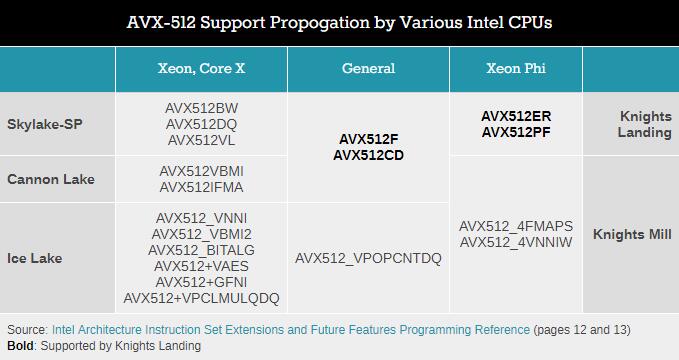 AVX-512 Support Propogation by Various Intel CPUs
Xeon, Core X
General
Xeon Phi
Skylake-SP
AVX512BW
AVX512DQ
AVX512VL
AVX512F
AVX512CD
AVX512ER
AVX512PF
Knights
Landing
Cannon Lake
AVX512VBMI
AVX512IFMA
Ice Lake
AVX512_VNNI
AVX512_VBMI2
AVX512_BITALG
AVX512+VAES
AVX512+GFNI
AVX512+VPCLMULQDQ
AVX512_VPOPCNTDQ
AVX512_4FMAPS
AVX512_4VNNIW
Knights Mill
Source: Intel Architecture Instruction Set Extensions and Future Features Programming Reference (pages 12 and 13)
Bold: Supported by Knights Landing